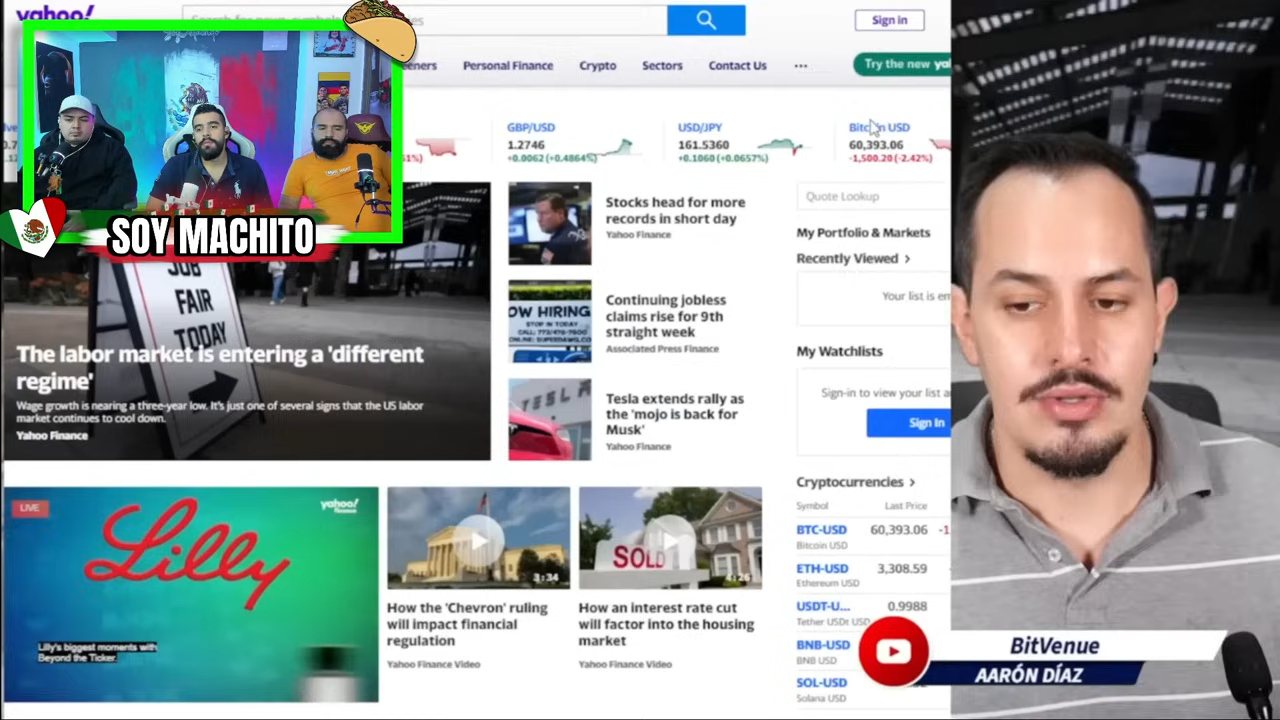 yahoo!
Sign in
Personal Finance
Crypto
Sectors
Contact Us
...
Try the new
GBP/USD
1.2746
+0.0062 (+0.4864%)
USD/JPY
161.5360
+0.1060 (+0.0657%)
Bitcoin USD
60,393.06
-1,500.20 (-2.42%)
SOY MACHITO
JOB
FAIR
TODAY
The labor market is entering a 'different
regime'
Wage growth is nearing a three-year low. It's just one of several signs that the US labor
market continues to cool down.
Yahoo Finance
Stocks head for more
records in short day
Yahoo Finance
NOW HIRING
Continuing jobless
claims rise for 9th
straight week
Associated Press Finance
TESLA
Tesla extends rally as
the 'mojo is back for
Musk'
Yahoo Finance
Quote Lookup
My Portfolio & Markets
Recently Viewed >
Your list is em
My Watchlists
Sign-in to view your list a
Sign In
Cryptocurrencies >
Symbol
Last Price
BTC-USD
60,393.06
-1
Bitcoin USD
ETH-USD
3,308.59
Ethereum USD
USDT-U...
0.9988
Tether USDt USD
BNB-USD
BNB USD
SOL-USD
Solana USD
LIVE
yahoo!
finance
Lilly
Lilly's biggest moments with
Beyond the Ticker.
3:34
How the 'Chevron' ruling
will impact financial
regulation
Yahoo Finance Video
SOLD
4:26
How an interest rate cut
will factor into the housing
market
Yahoo Finance Video
BitVenue
AARÓN DÍAZ